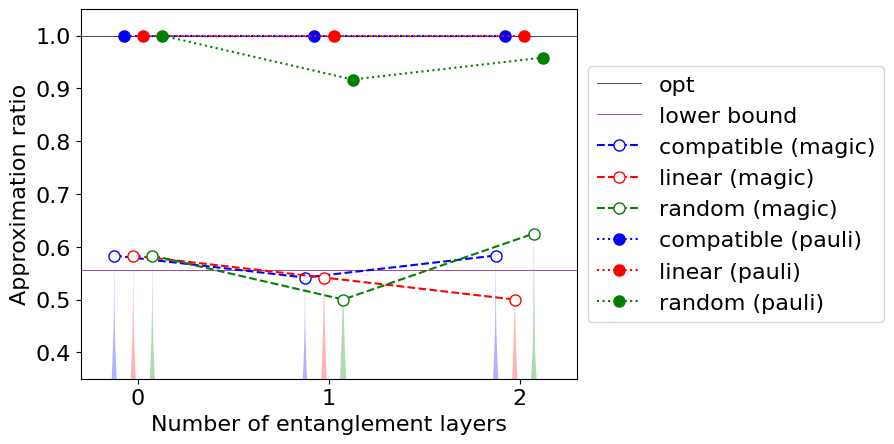 1.0
0.9
0.8
0.7
0.6
0.5
0.4
Approximation ratio
0 1 2
Number of entanglement layers
opt
lower bound
compatible (magic)
linear (magic)
random (magic)
compatible (pauli)
linear (pauli)
random (pauli)